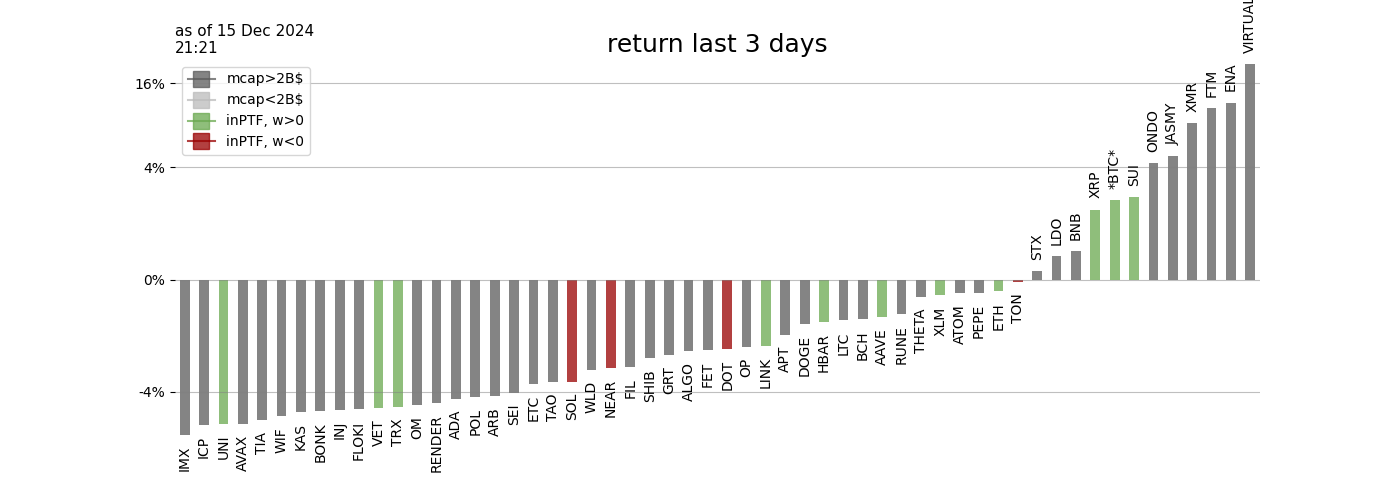 as of 15 Dec 2024
21:21
return last 3 days
mcap>2B$
mcap<2B$
inPTF, w>0
inPTF, w<0
16%
4%
0%
-4%
IMX
ICP
UNI
AVAX
TIA
WIF
KAS
BONK
INJ
FLOKI
VET
TRX
OM
RENDER
ADA
POL
ARB
SEI
ETC
TAO
SOL
WLD
NEAR
FIL
SHIB
GRT
ALGO
FET
DOT
OP
LINK
APT
DOGE
HBAR
LTC
BCH
AAVE
RUNE
THETA
XLM
ATOM
PEPE
ETH
TON
STX
LDO
BNB
XRP
*BTC*
SUI
ONDO
JASMY
XMR
FTM
ENA
VIRTUAL